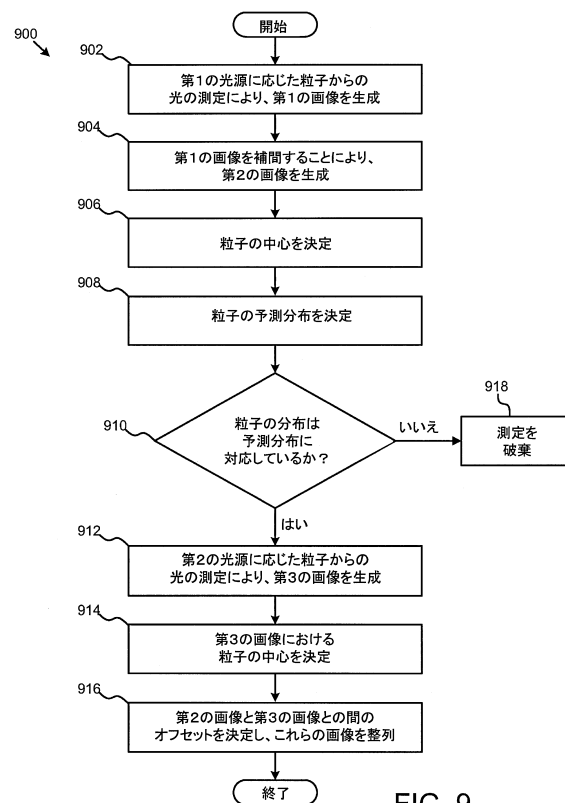 900
開始
902
第1の光源に応じた粒子からの
光の測定により、第1の画像を生成
904
第1の画像を補間することにより、
第2の画像を生成
906
粒子の中心を決定
908
粒子の予測分布を決定
910
粒子の分布は
予測分布に
対応しているか？
いいえ
918
測定を
破棄
はい
912
第2の光源に応じた粒子からの
光の測定により、第3の画像を生成
914
第3の画像における
粒子の中心を決定
916
第2の画像と第3の画像との間の
オフセットを決定し、これらの画像を整列
終了
FIG. 9